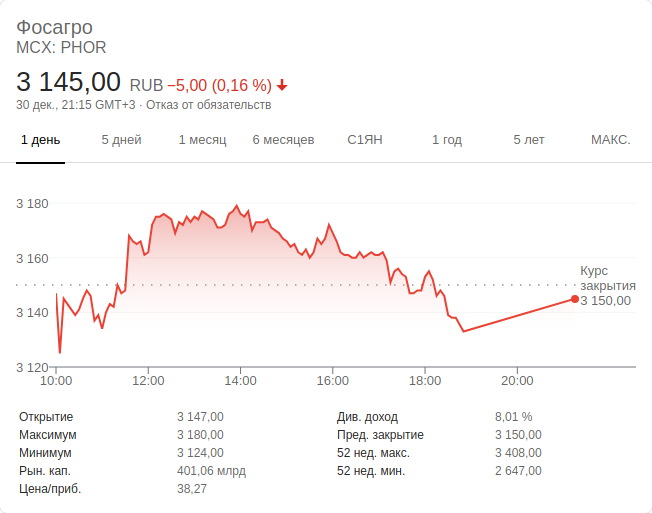 Фосагро
MCX: PHOR
3 145,00 RUB −5,00 (0,16 %)
30 дек., 21:15 GMT+3 · Отказ от обязательств
1 день 5 дней 1 месяц 6 месяцев С1ЯН 1 год 5 лет МАКС.
3 180
3 160
3 140
3 120
Курс
закрытия
3 150,00
10:00 12:00 14:00 16:00 18:00 20:00
Открытие 3 147,00 Див. доход 8,01 %
Максимум 3 180,00 Пред. закрытие 3 150,00
Минимум 3 124,00 52 нед. макс. 3 408,00
Рын. кап. 401,06 млрд 52 нед. мин. 2 647,00
Цена/приб. 38,27